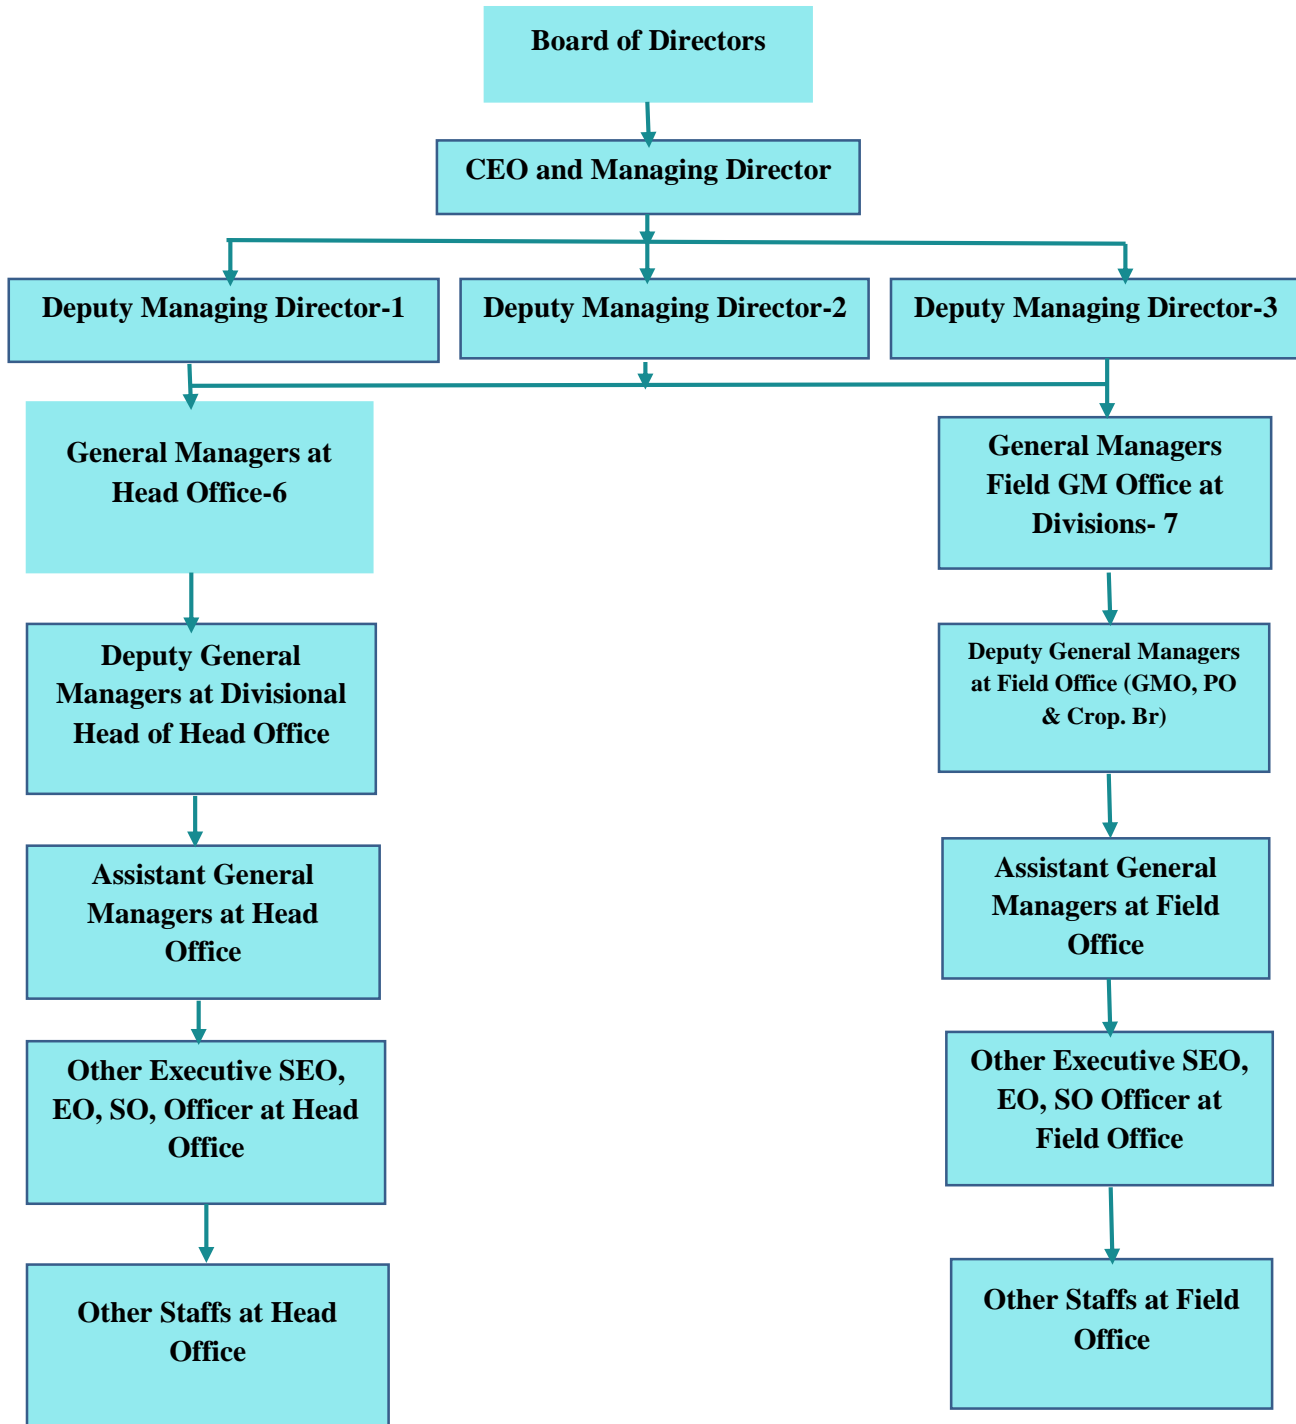 Board of Directors
CEO and Managing Director
Deputy Managing Director-1
Deputy Managing Director-2
Deputy Managing Director-3
General Managers at
Head Office-6
General Managers
Field GM Office at
Divisions- 7
Deputy General
Managers at Divisional
Head of Head Office
Deputy General Managers
at Field Office (GMO, PO
& Crop. Br)
Assistant General
Managers at Head
Office
Assistant General
Managers at Field
Office
Other Executive SEO,
EO, SO, Officer at Head
Office
Other Executive SEO,
EO, SO Officer at
Field Office
Other Staffs at Head
Office
Other Staffs at Field
Office